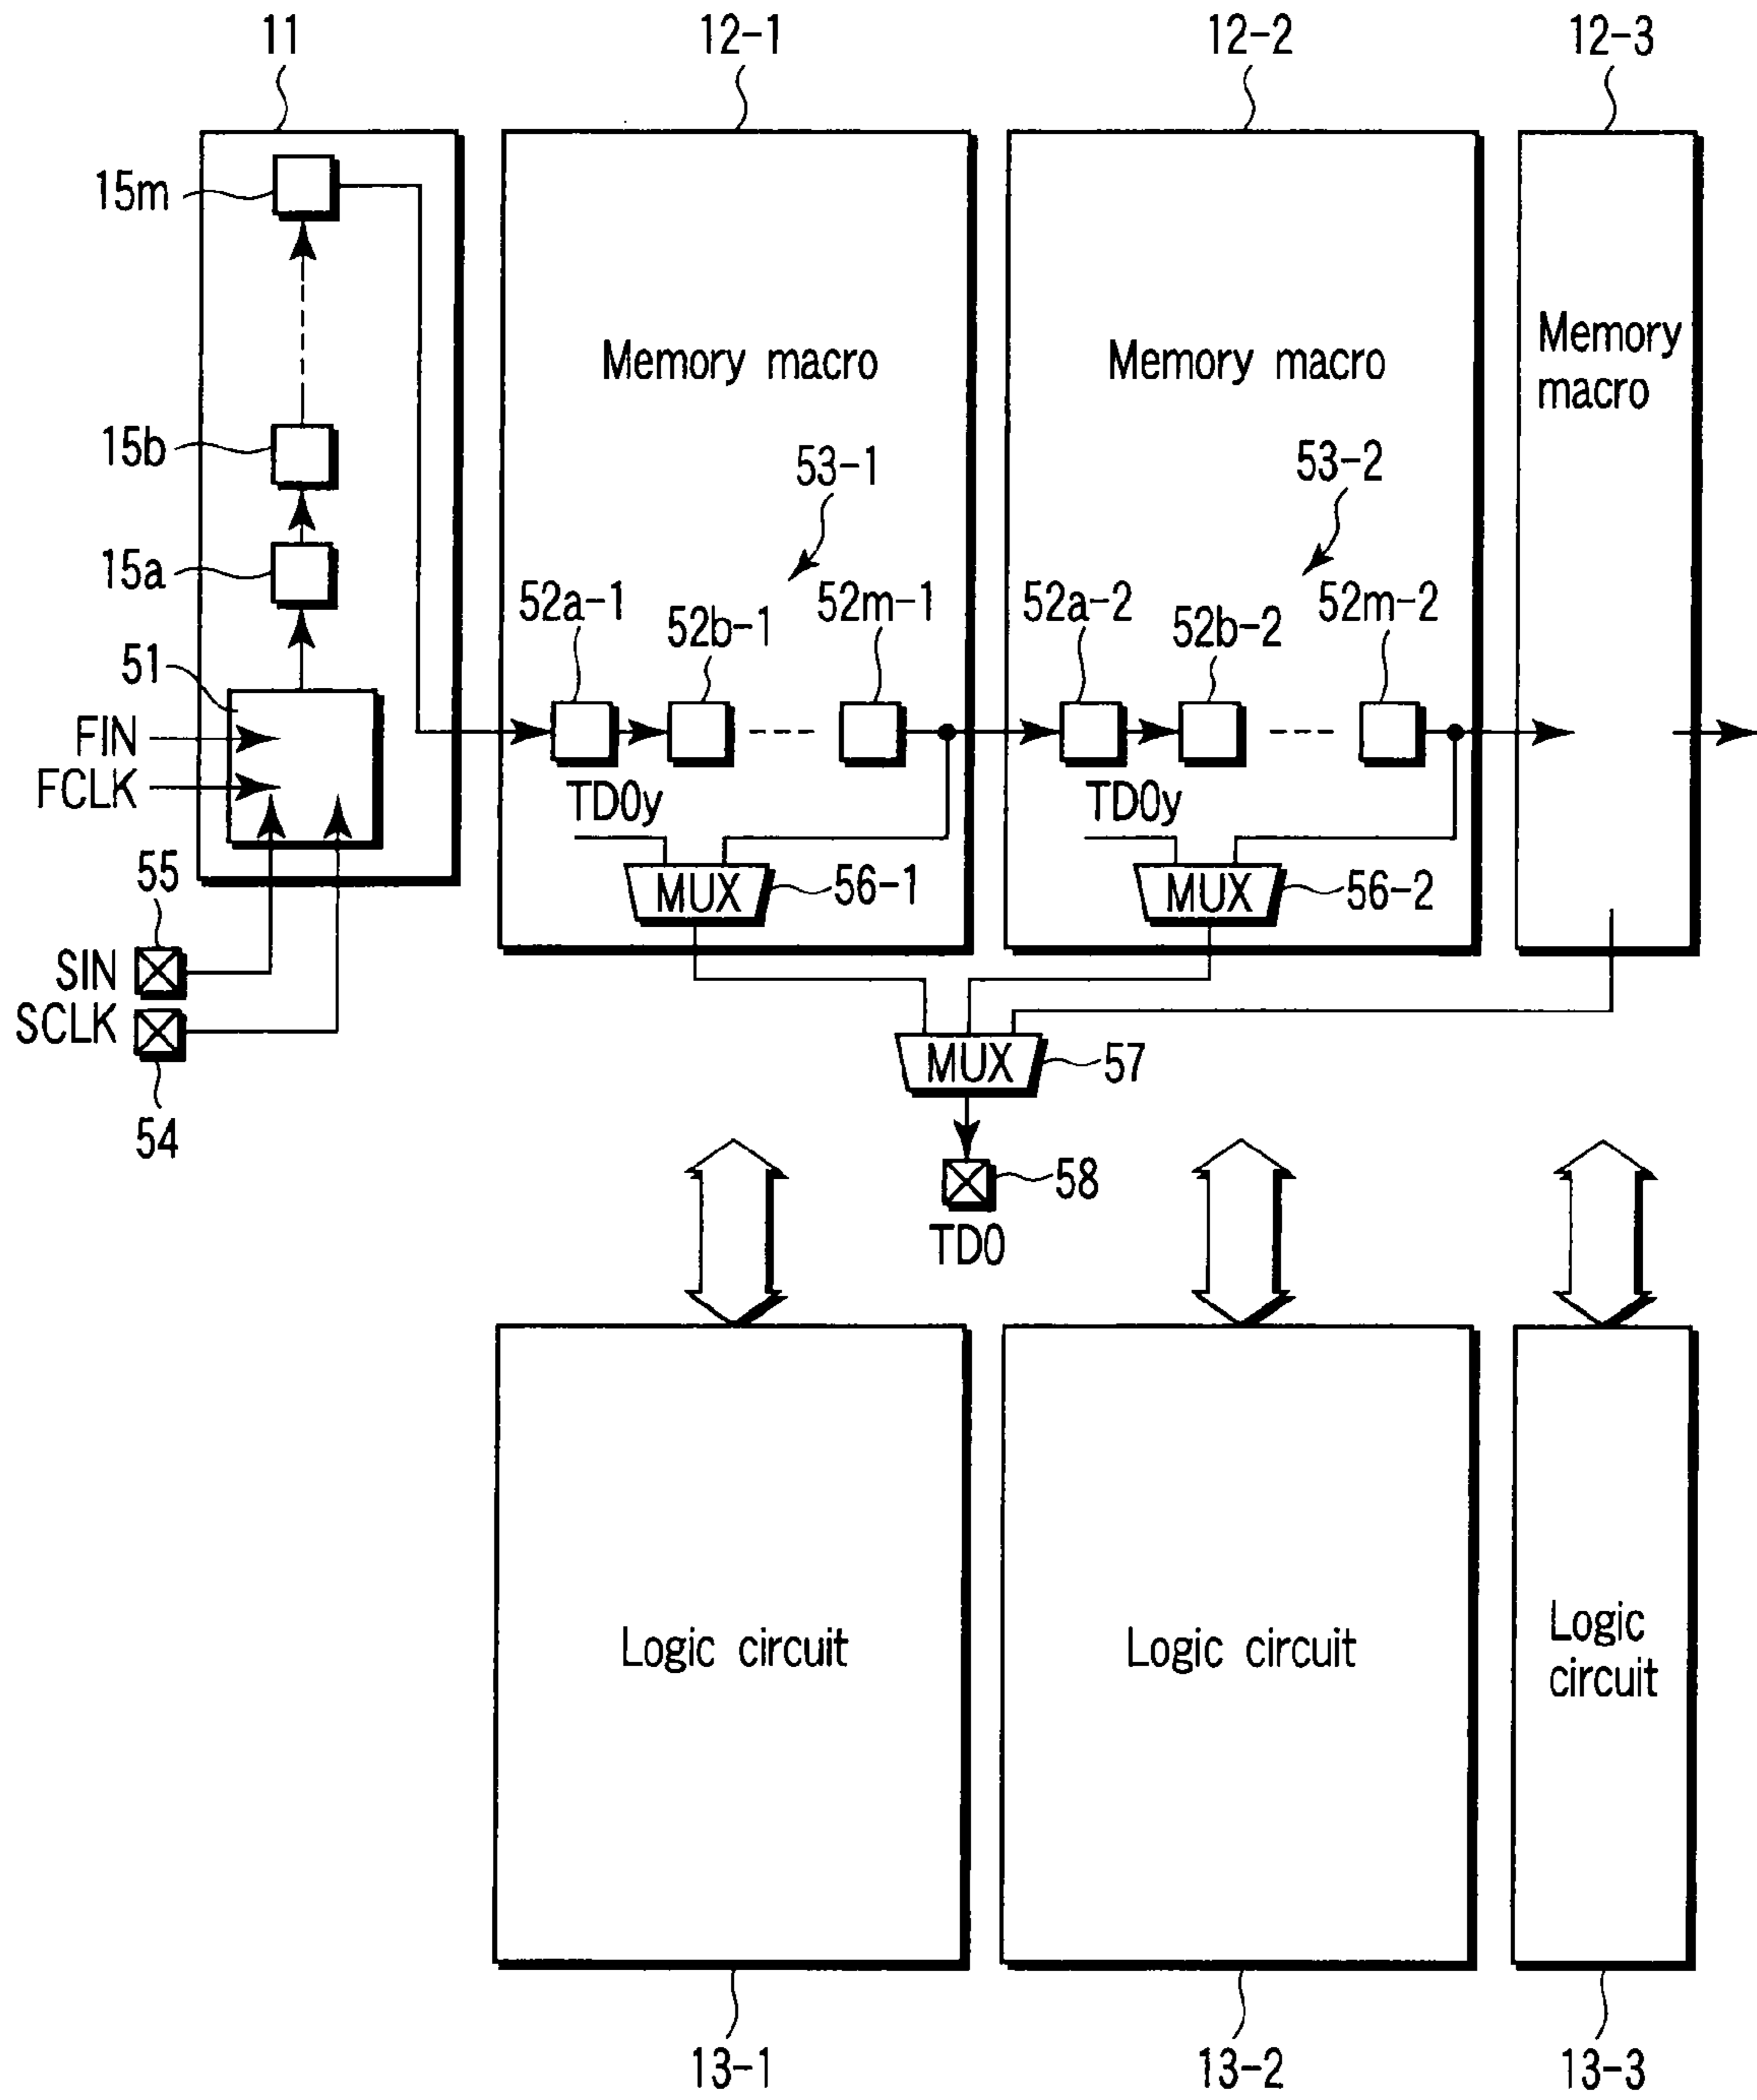 11
12-1
12-2
12-3
15m
Memory macro
Memory macro
Memory
macro
15b
53-1
53-2
15a
52a-1
52b-1
52m-1
52a-2
52b-2
52m-2
51
FIN
FCLK
TD0y
TD0y
55
MUX
56-1
MUX
56-2
SIN
SCLK
54
MUX
57
58
TD0
Logic circuit
Logic circuit
Logic
circuit
13-1
13-2
13-3